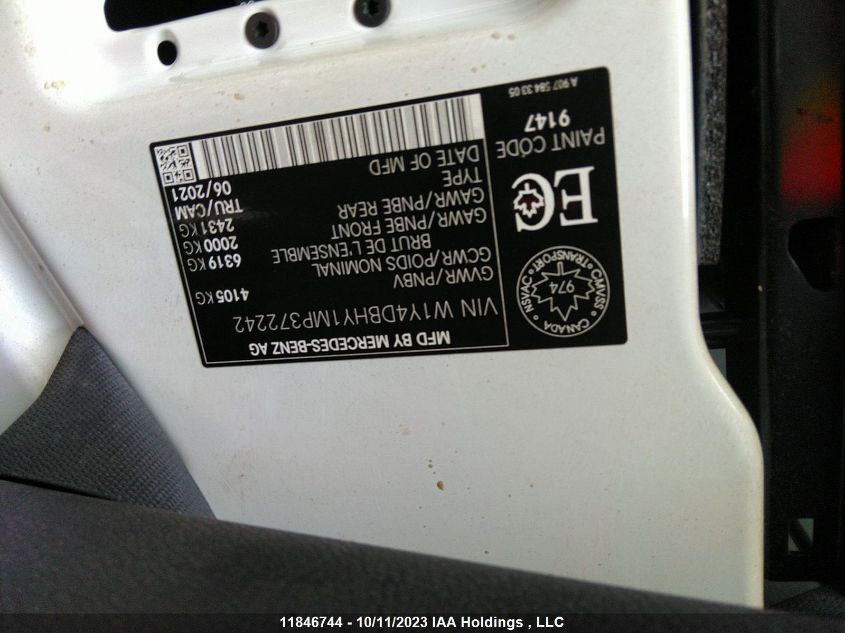 MFD BY MERCEDES-BENZ AG
VIN W1Y4DBHY1MP372242
GVWR/PNBV 4105 KG
GCWR/POIDS NOMINAL
BRUT DE L'ENSEMBLE 6319 KG
GAWR/PNBE FRONT 2000 KG
GAWR/PNBE REAR 2431 KG
TYPE TRU/CAM
DATE OF MFD 06/2021
CANADA
CMVSS
TRANSPORT
NSVAC
974
EC
PAINT CODE
9147
A 907 584 33 05
11846744 - 10/11/2023 IAA Holdings , LLC